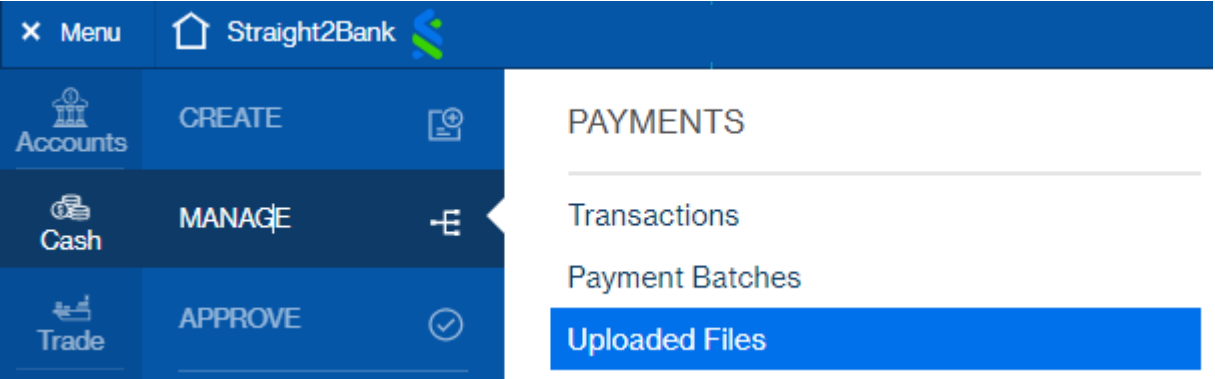 × Menu
Straight2Bank
Accounts
Cash
Trade
CREATE
MANAGE
APPROVE
PAYMENTS
Transactions
Payment Batches
Uploaded Files